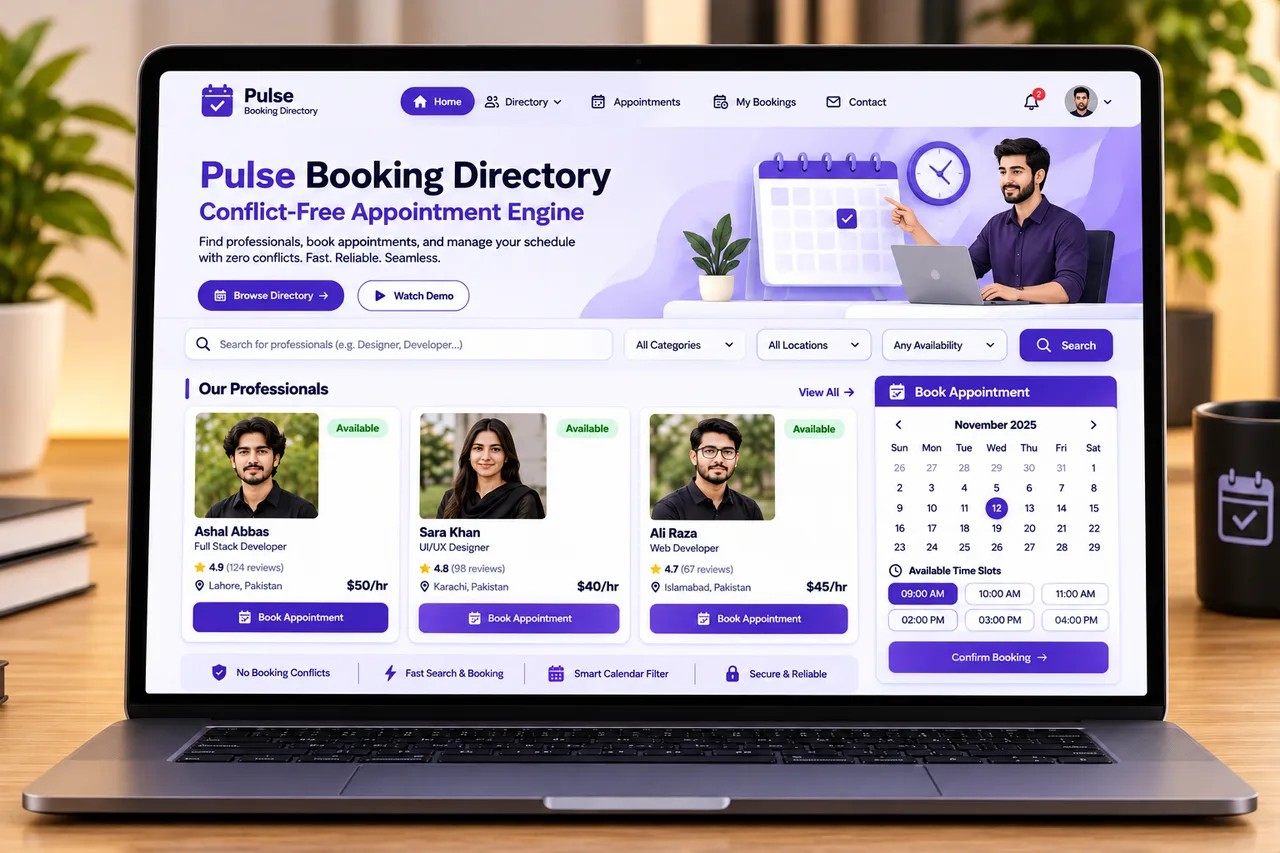 Pulse
Booking Directory
Home
Directory
Appointments
My Bookings
Contact
2
Pulse Booking Directory
Conflict-Free Appointment Engine
Find professionals, book appointments, and manage your schedule
with zero conflicts. Fast. Reliable. Seamless.
Browse Directory →
Watch Demo
Search for professionals (e.g. Designer, Developer...)
All Categories
All Locations
Any Availability
Search
Our Professionals
View All →
Available
Ashal Abbas
Full Stack Developer
4.9 (124 reviews)
Lahore, Pakistan
$50/hr
Book Appointment
Available
Sara Khan
UI/UX Designer
4.8 (98 reviews)
Karachi, Pakistan
$40/hr
Book Appointment
Available
Ali Raza
Web Developer
4.7 (67 reviews)
Islamabad, Pakistan
$45/hr
Book Appointment
No Booking Conflicts
Fast Search & Booking
Smart Calendar Filter
Secure & Reliable
Book Appointment
November 2025
Sun Mon Tue Wed Thu Fri Sat
26 27 28 29 30 31 1
2 3 4 5 6 7 8
9 10 11 12 13 14 15
16 17 18 19 20 21 22
23 24 25 26 27 28 29
Available Time Slots
09:00 AM 10:00 AM 11:00 AM
02:00 PM 03:00 PM 04:00 PM
Confirm Booking →